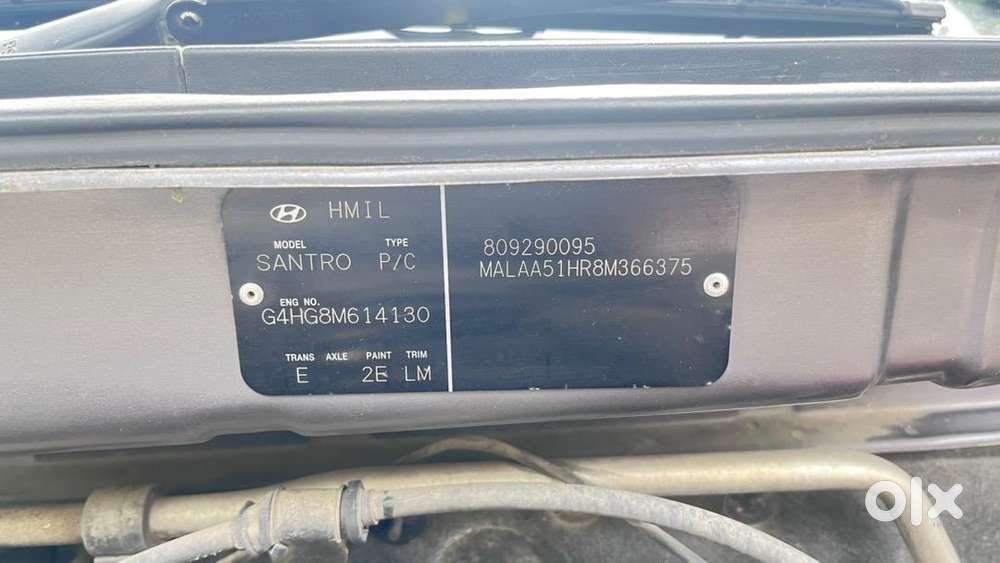 HMIL
MODEL TYPE
SANTRO P/C
ENG NO.
G4HG8M614130
TRANS AXLE PAINT TRIM
E 2E LM
809290095
MALAA51HR8M366375
olx